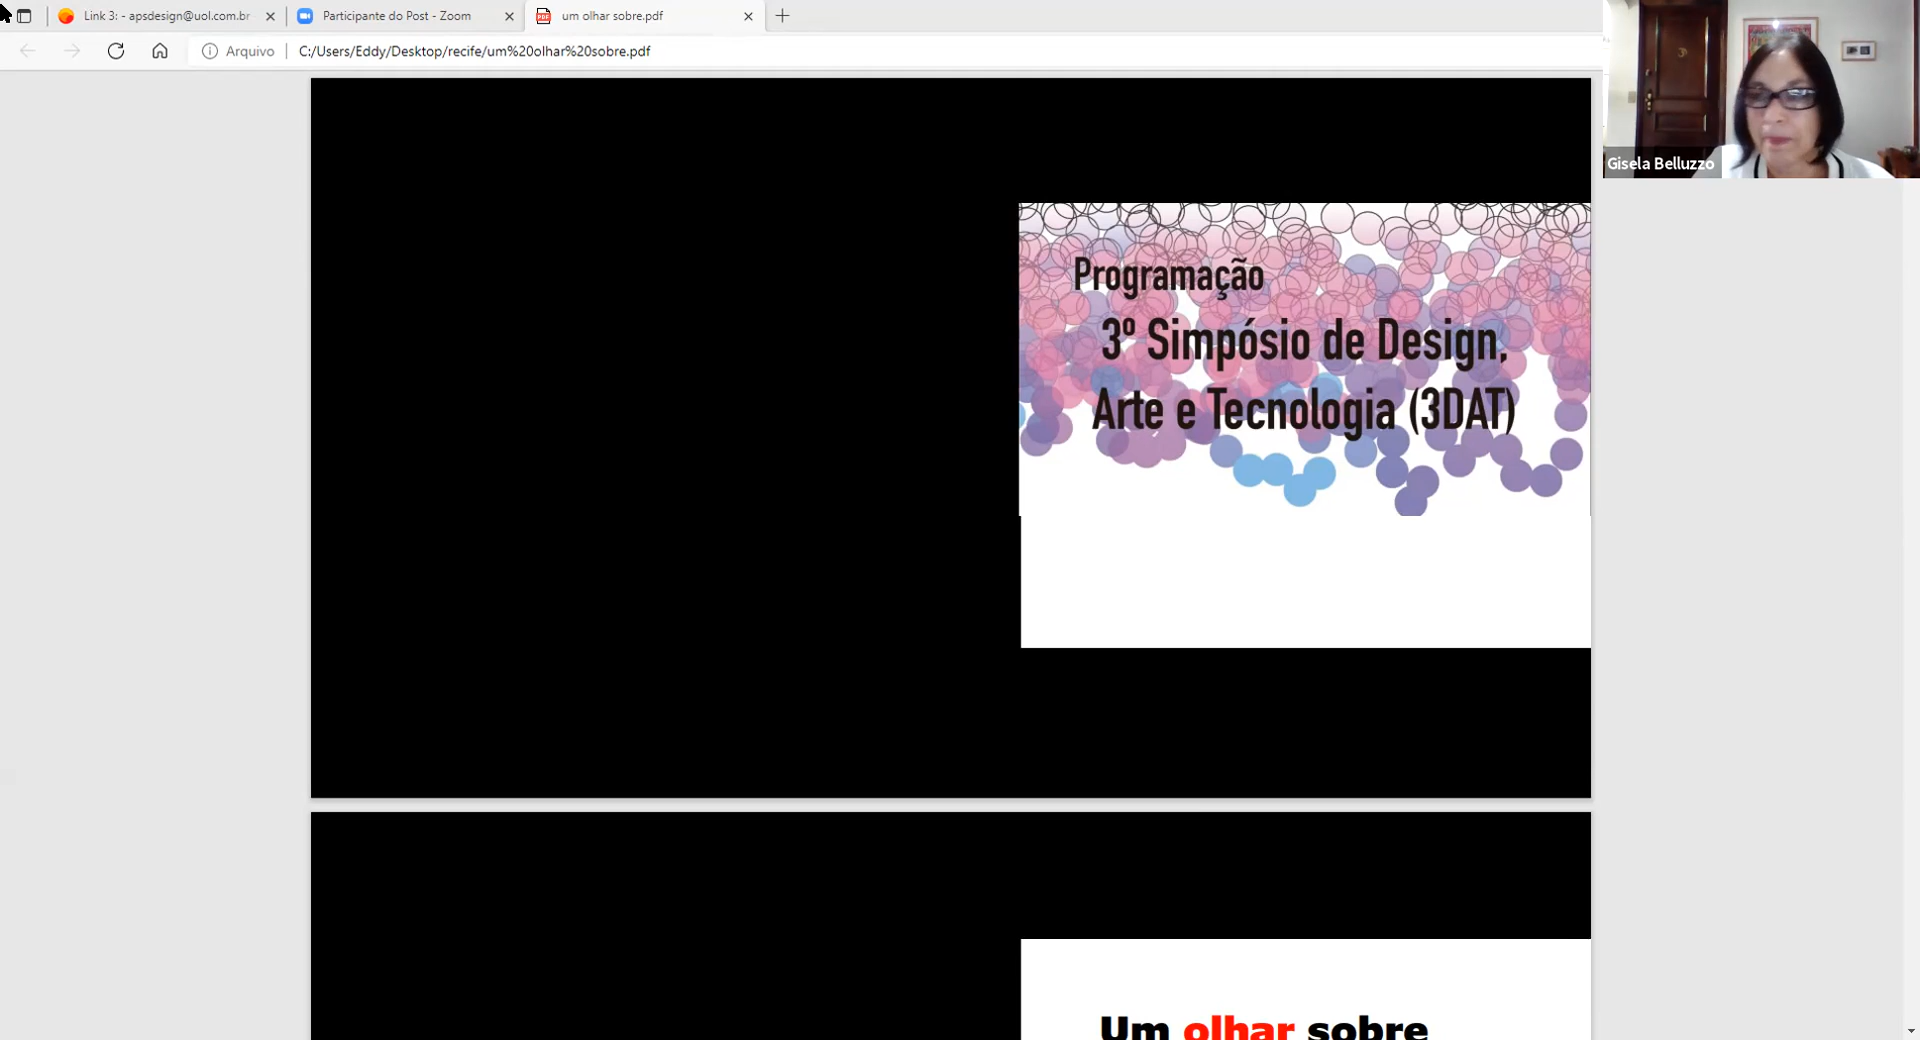 Link 3: - apsdesign@uol.com.br
Participante do Post - Zoom
um olhar sobre.pdf
Arquivo
C:/Users/Eddy/Desktop/recife/um%20olhar%20sobre.pdf
Gisela Belluzzo
Programação
3º Simpósio de Design,
Arte e Tecnologia (3DAT)
Um olhar sobre